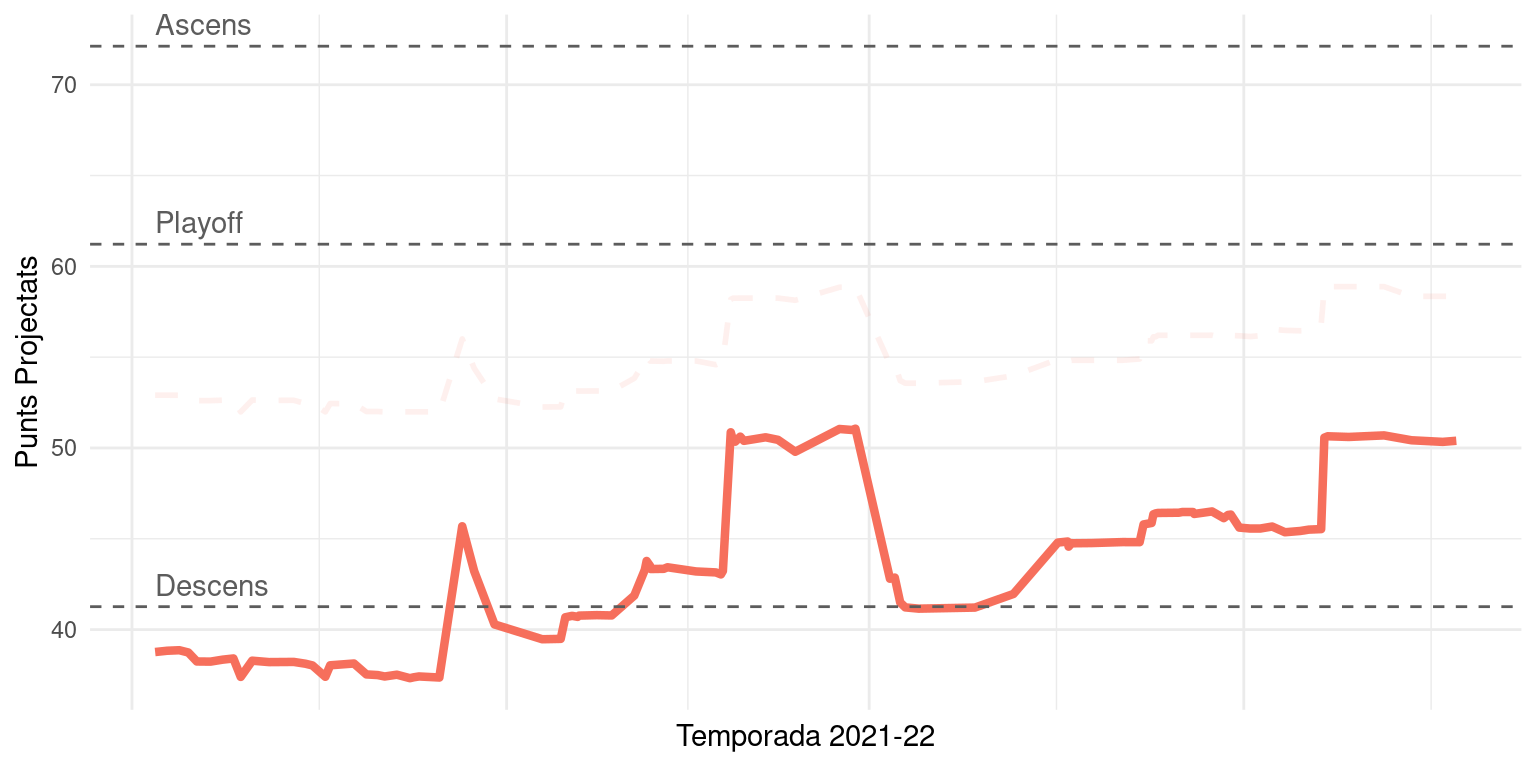 Ascens
70
Playoff
60
Punts Projectats
50
Descens
40
Temporada 2021-22